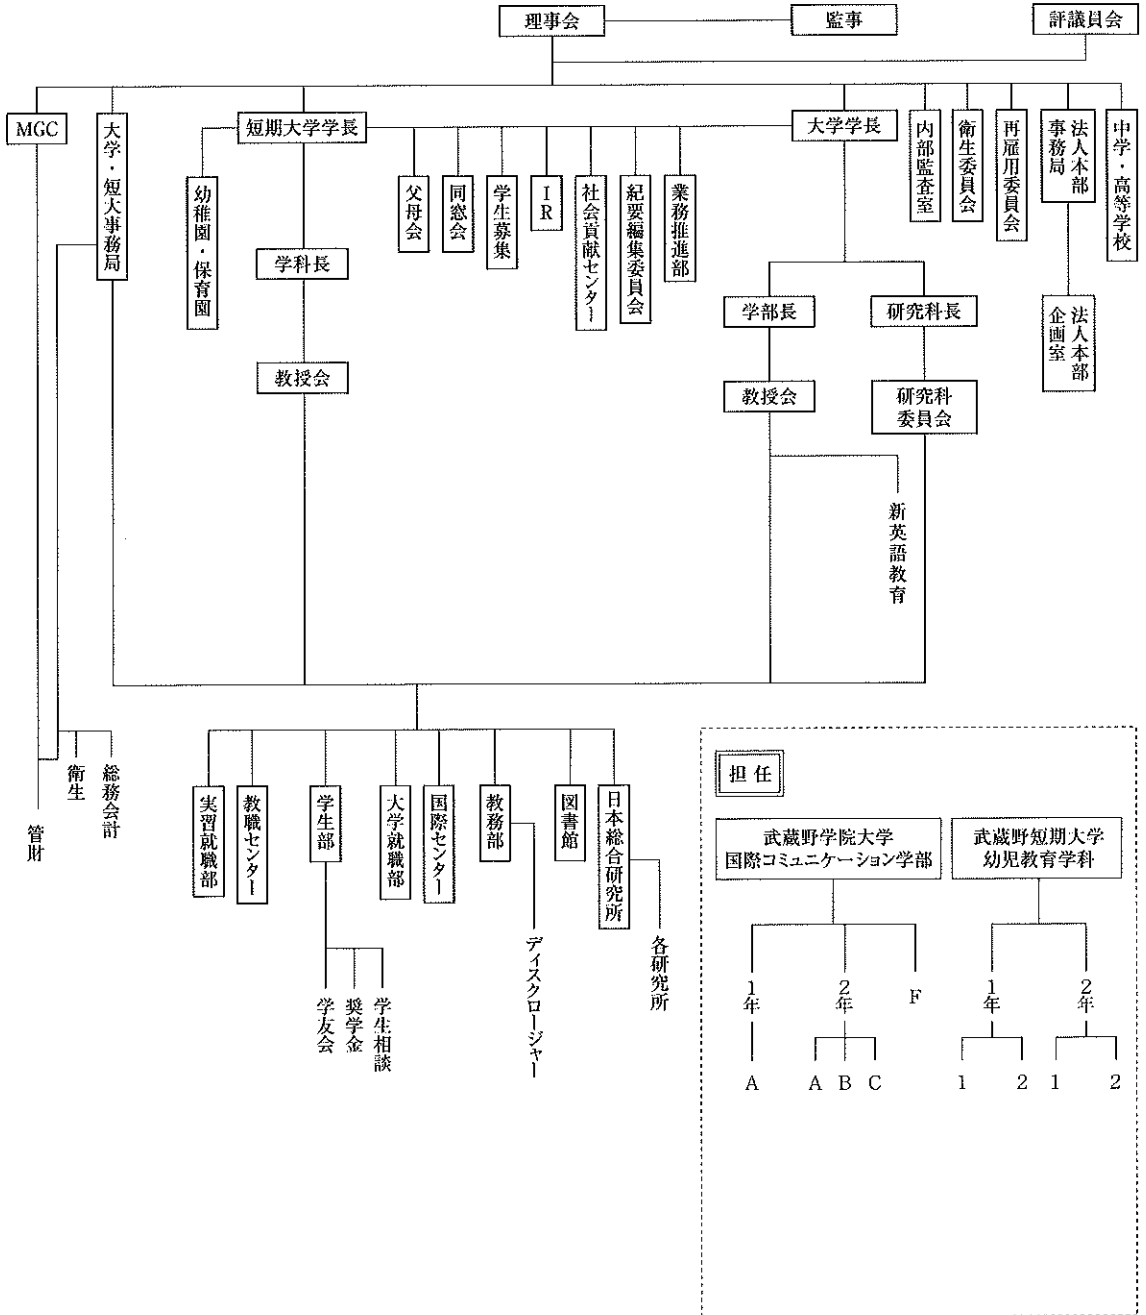 理事会
監事
評議員会
MGC
大学・短大事務局
短期大学学長
大学学長
内部監査室
衛生委員会
再雇用委員会
法人本部
事務局
中学・高等学校
幼稚園・保育園
父母会
同窓会
学生募集
IR
社会貢献センター
紀要編集委員会
業務推進部
学科長
学部長
研究科長
法人本部
企画室
教授会
教授会
研究科
委員会
新英語教育
管財
衛生
総務会計
実習就職部
教職センター
学生部
大学就職部
国際センター
教務部
図書館
日本総合研究所
学友会
奨学金
学生相談
ディスクロージャー
各研究所
担任
武蔵野学院大学
国際コミュニケーション学部
武蔵野短期大学
幼児教育学科
1年
2年
F
1年
2年
A
A B C
1 2
1 2